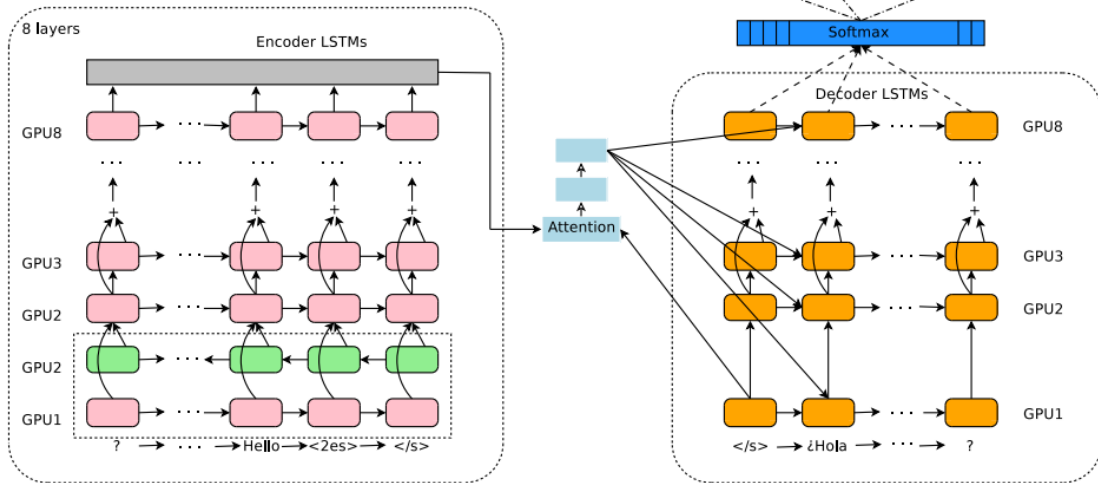 8 layers
Encoder LSTMs
GPU8
...
...
... ... ... ...
+ + + +
GPU3
...
GPU2
...
GPU2
...
GPU1
...
? ... Hello <2es> </s>
Attention
Softmax
Decoder LSTMs
GPU8
...
... ... ...
+ + +
GPU3
...
GPU2
...
GPU1
...
</s> ¿Hola ... ?